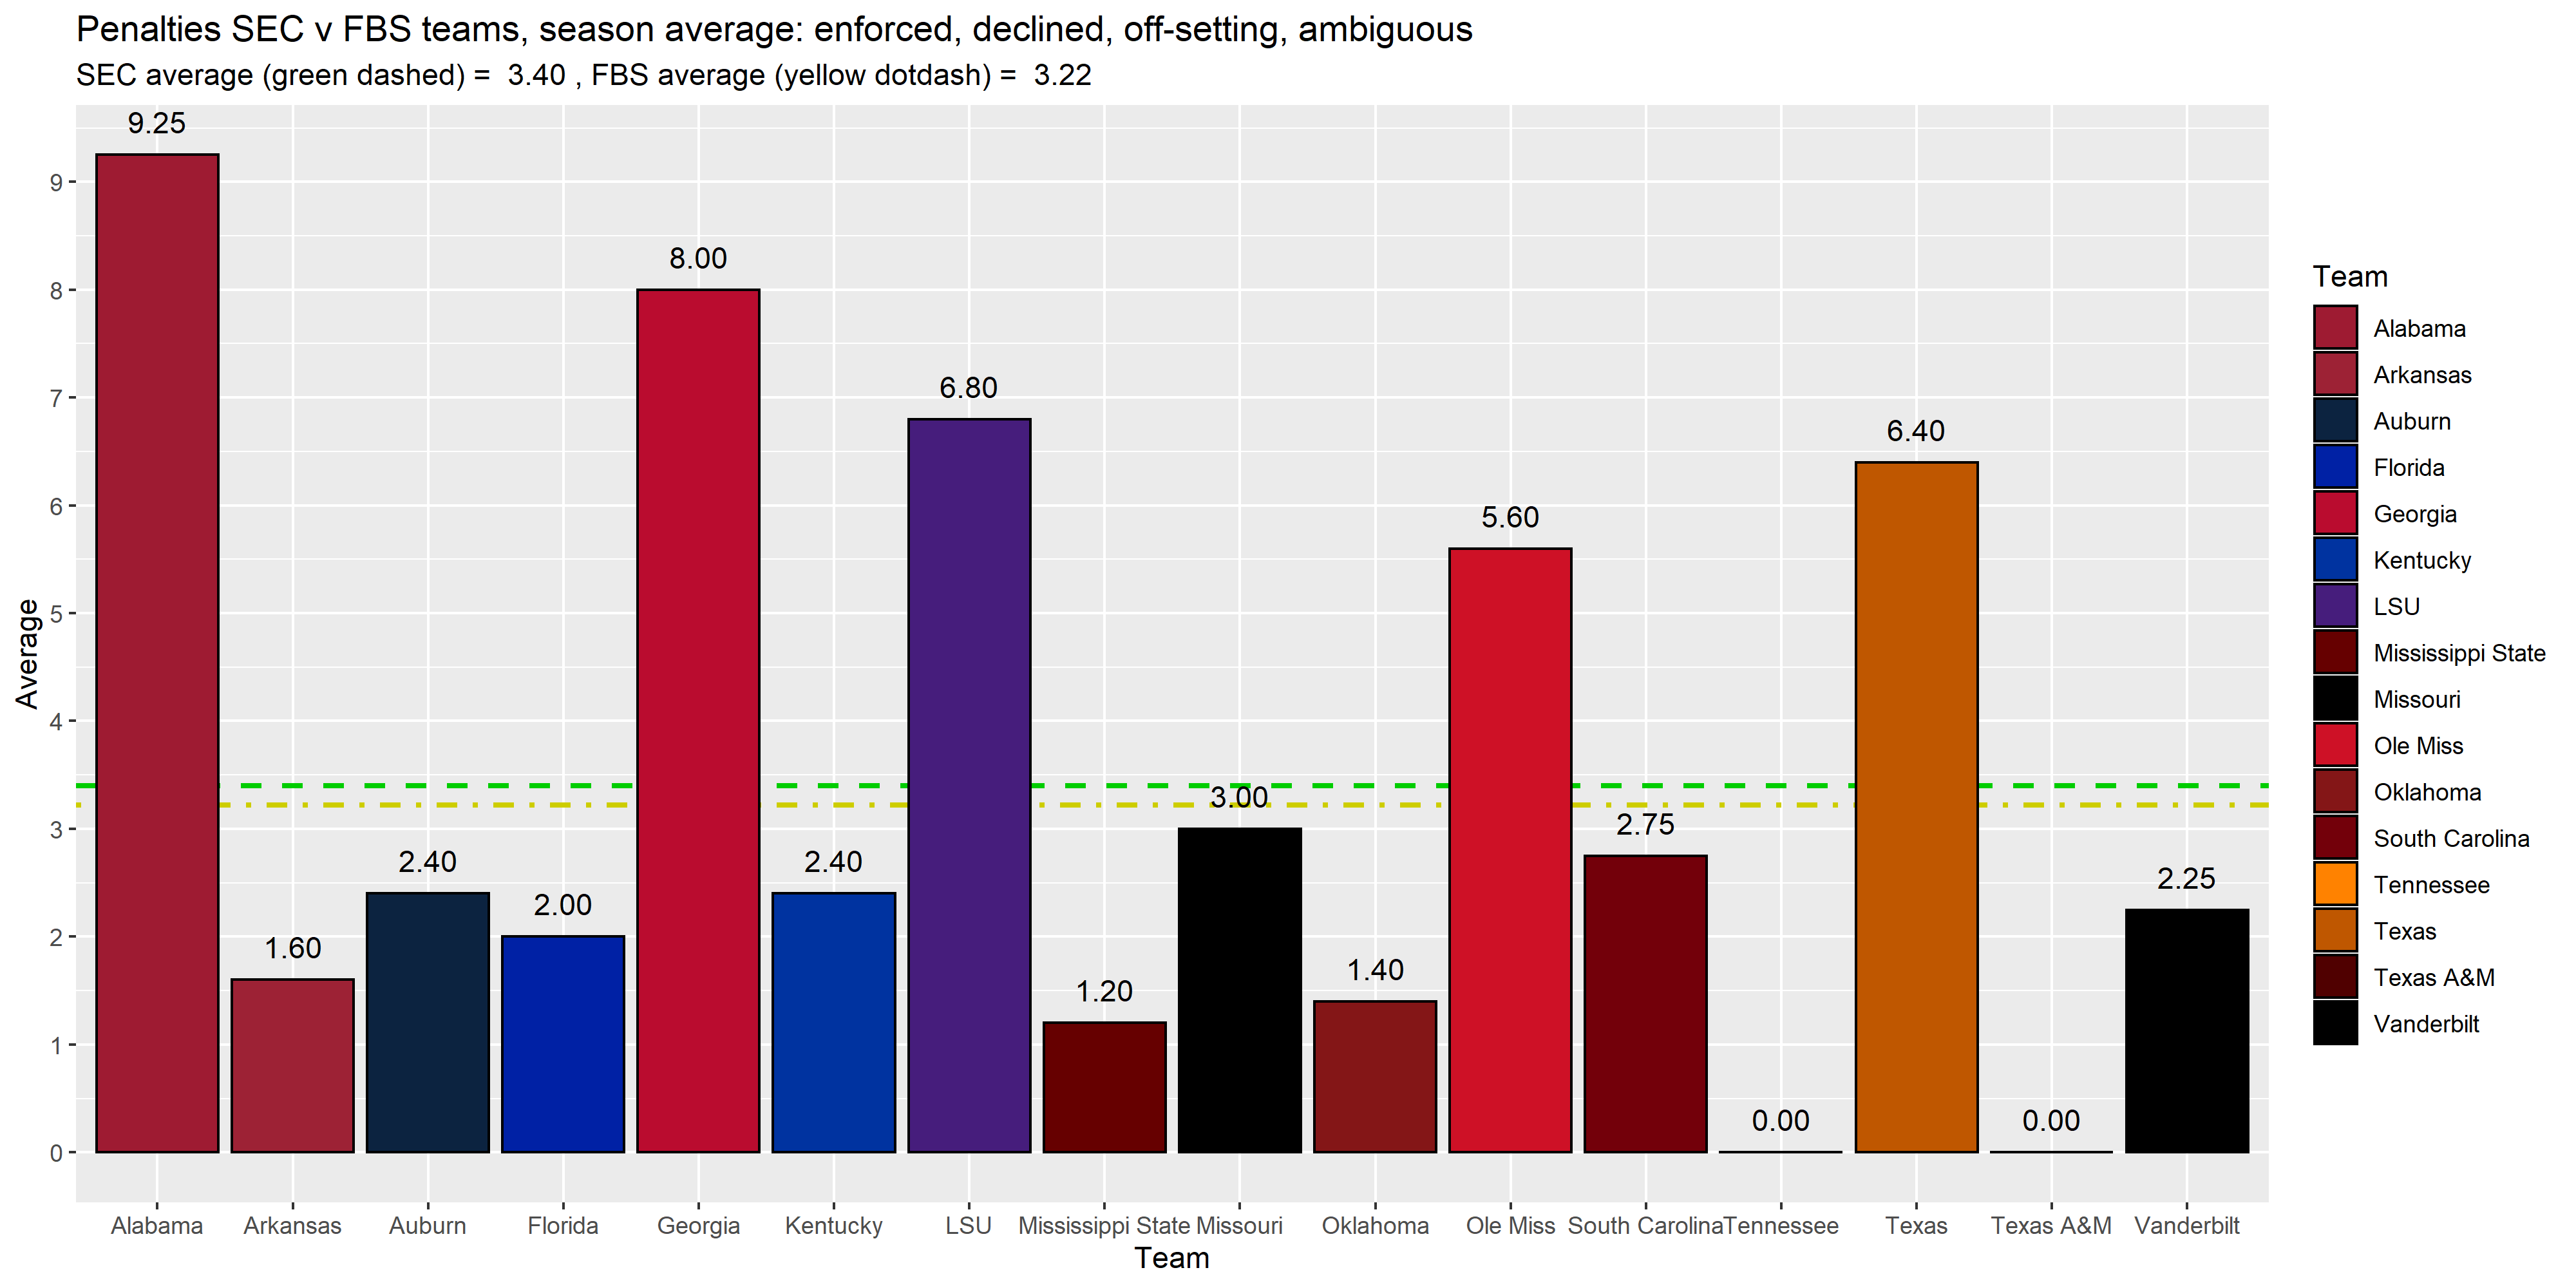 Penalties SEC v FBS teams, season average: enforced, declined, off-setting, ambiguous
SEC average (green dashed) =  3.40 , FBS average (yellow dotdash) =  3.22
Average
9
8
7
6
5
4
3
2
1
0
9.25
1.60
2.40
2.00
8.00
2.40
6.80
1.20
3.00
1.40
5.60
2.75
0.00
6.40
0.00
2.25
Alabama
Arkansas
Auburn
Florida
Georgia
Kentucky
LSU
Mississippi State
Missouri
Oklahoma
Ole Miss
South Carolina
Tennessee
Texas
Texas A&M
Vanderbilt
Team
Team
Alabama
Arkansas
Auburn
Florida
Georgia
Kentucky
LSU
Mississippi State
Missouri
Ole Miss
Oklahoma
South Carolina
Tennessee
Texas
Texas A&M
Vanderbilt